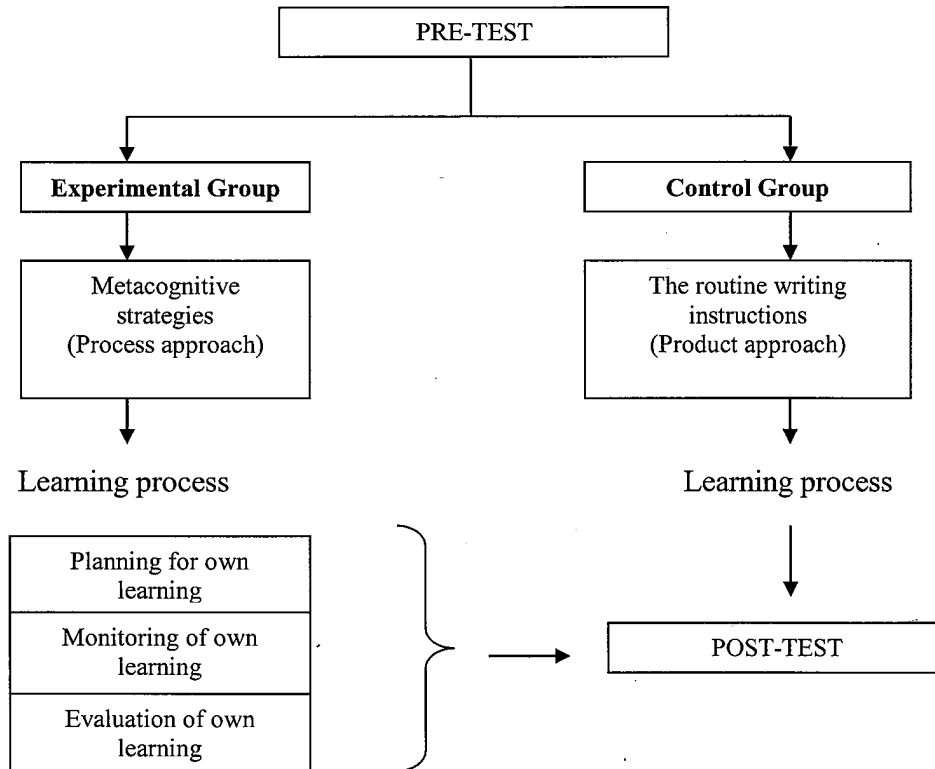 PRE-TEST
Experimental Group
Control Group
Metacognitive
strategies
(Process approach)
The routine writing
instructions
(Product approach)
Learning process
Learning process
Planning for own
learning
Monitoring of own
learning
Evaluation of own
learning
POST-TEST